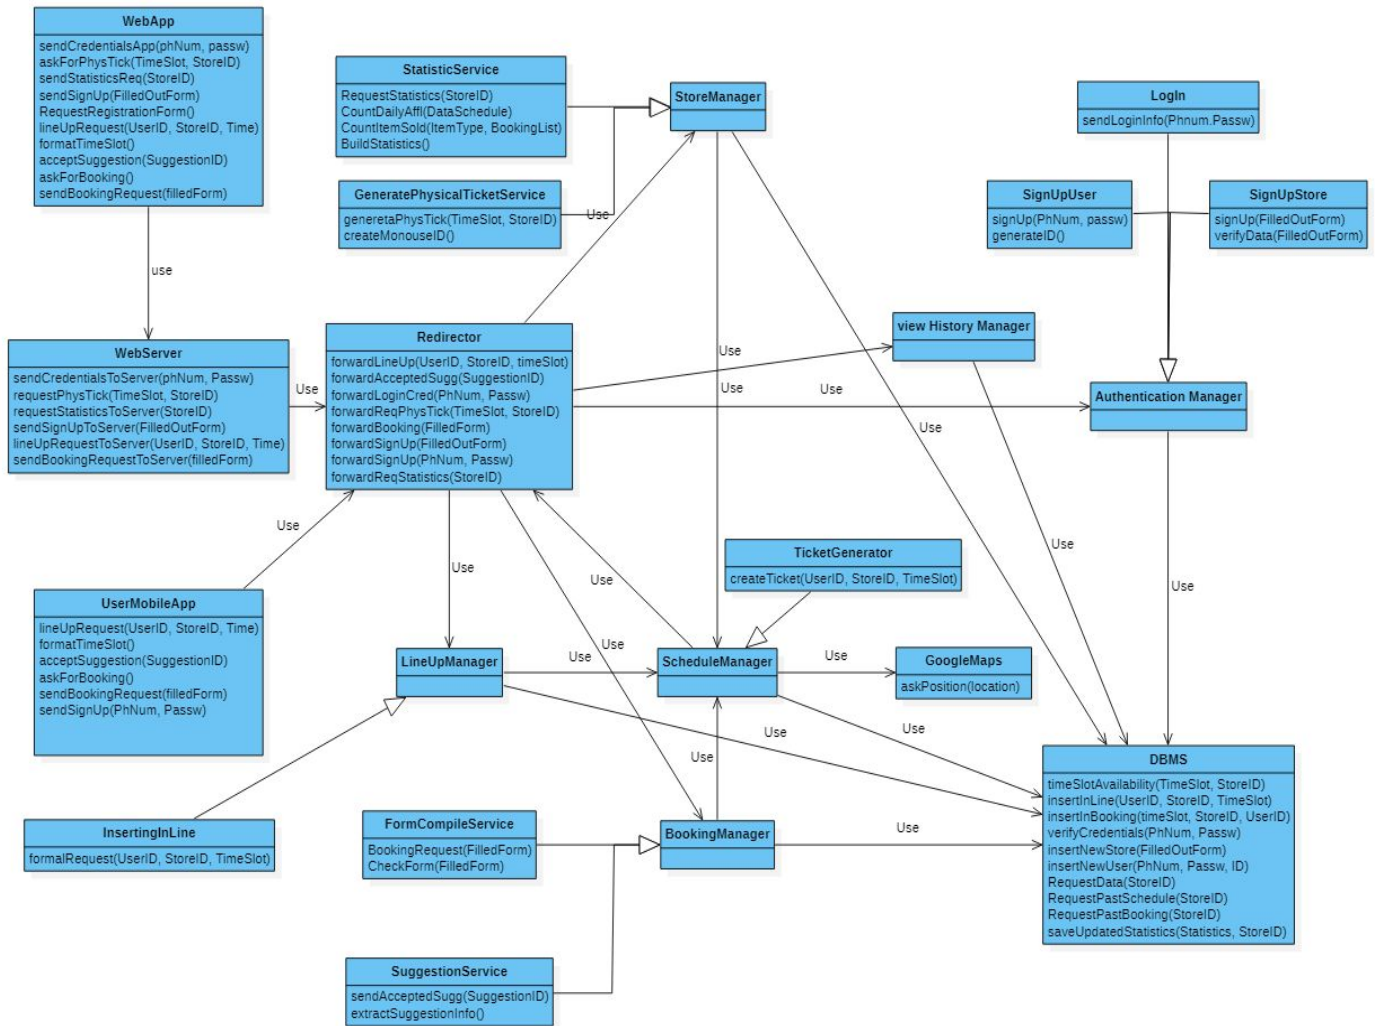 WebApp
sendCredentialsApp(phNum, passw)
askForPhysTick(TimeSlot, StoreID)
sendStatisticsReq(StoreID)
sendSignUp(FilledOutForm)
RequestRegistrationForm()
lineUpRequest(UserID, StoreID, Time)
formatTimeSlot()
acceptSuggestion(SuggestionID)
askForBooking()
sendBookingRequest(filledForm)
StatisticService
RequestStatistics(StoreID)
CountDailyAffl(DataSchedule)
CountItemSold(ItemType, BookingList)
BuildStatistics()
StoreManager
LogIn
sendLoginInfo(Phnum.Passw)
GeneratePhysicalTicketService
generetaPhysTick(TimeSlot, StoreID)
createMonouseID()
Use
SignUpUser
signUp(PhNum, passw)
generateID()
SignUpStore
signUp(FilledOutForm)
verifyData(FilledOutForm)
use
WebServer
sendCredentialsToServer(phNum, Passw)
requestPhysTick(TimeSlot, StoreID)
requestStatisticsToServer(StoreID)
sendSignUpToServer(FilledOutForm)
lineUpRequestToServer(UserID, StoreID, Time)
sendBookingRequestToServer(filledForm)
Use
Redirector
forwardLineUp(UserID, StoreID, timeSlot)
forwardAcceptedSugg(SuggestionID)
forwardLoginCred(PhNum, Passw)
forwardReqPhysTick(TimeSlot, StoreID)
forwardBooking(FilledForm)
forwardSignUp(FilledOutForm)
forwardSignUp(PhNum, Passw)
forwardReqStatistics(StoreID)
view History Manager
Use
Use
Use
Authentication Manager
Use
Use
Use
Use
Use
Use
TicketGenerator
createTicket(UserID, StoreID, TimeSlot)
UserMobileApp
lineUpRequest(UserID, StoreID, Time)
formatTimeSlot()
acceptSuggestion(SuggestionID)
askForBooking()
sendBookingRequest(filledForm)
sendSignUp(PhNum, Passw)
Use
LineUpManager
Use
ScheduleManager
Use
GoogleMaps
askPosition(location)
Use
Use
Use
DBMS
timeSlotAvailability(TimeSlot, StoreID)
insertInLine(UserID, StoreID, TimeSlot)
insertInBooking(timeSlot, StoreID, UserID)
verifyCredentials(PhNum, Passw)
insertNewStore(FilledOutForm)
insertNewUser(PhNum, Passw, ID)
RequestData(StoreID)
RequestPastSchedule(StoreID)
RequestPastBooking(StoreID)
saveUpdatedStatistics(Statistics, StoreID)
InsertingInLine
formalRequest(UserID, StoreID, TimeSlot)
FormCompileService
BookingRequest(FilledForm)
CheckForm(FilledForm)
BookingManager
Use
SuggestionService
sendAcceptedSugg(SuggestionID)
extractSuggestionInfo()